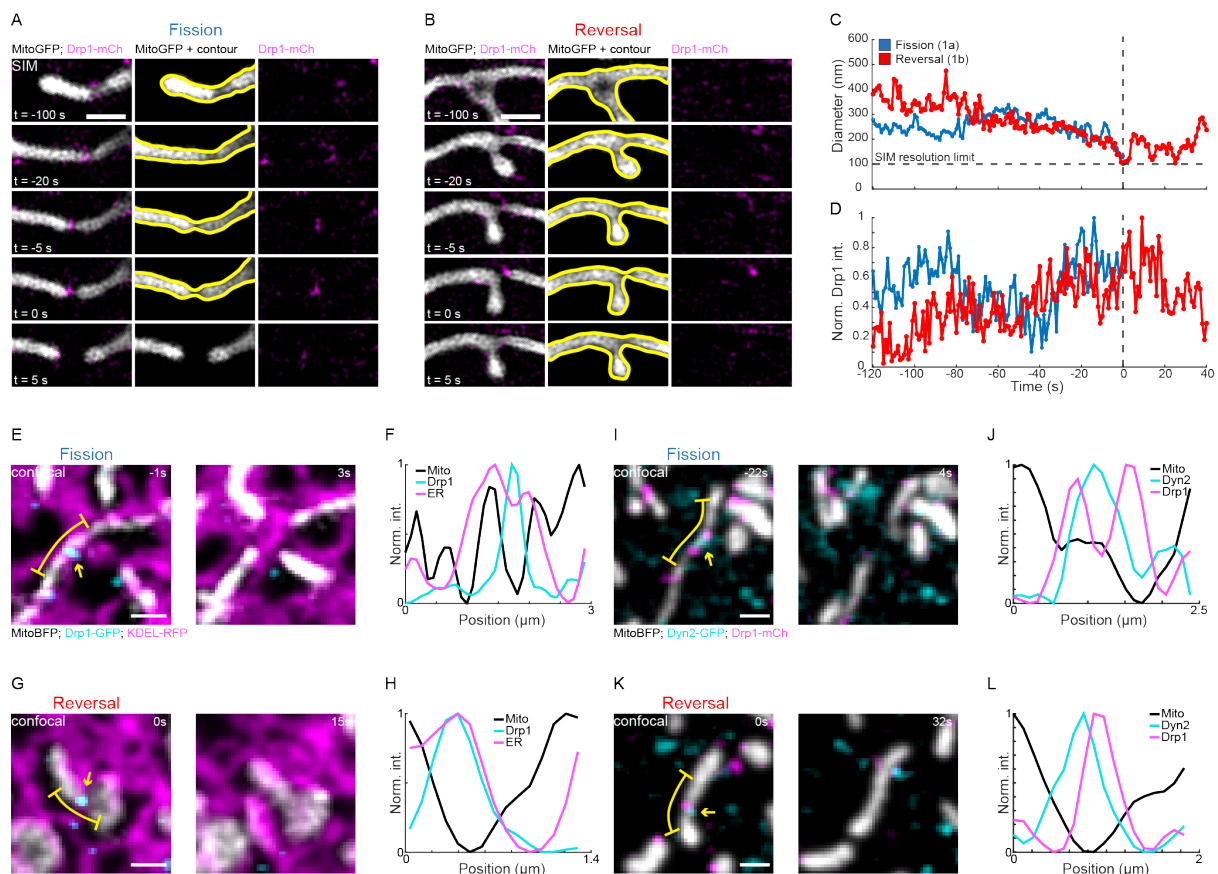 A
Fission
MitoGFP; Drp1-mCh MitoGFP + contour Drp1-mCh
SIM
t = -100 s
t = -20 s
t = -5 s
t = 0 s
t = 5 s
B
Reversal
MitoGFP; Drp1-mCh MitoGFP + contour Drp1-mCh
t = -100 s
t = -20 s
t = -5 s
t = 0 s
t = 5 s
C
Diameter (nm)
600
500
400
300
200
100
0
Fission (1a)
Reversal (1b)
SIM resolution limit
D
Norm. Drp1 int.
1
0.8
0.6
0.4
0.2
0
-120 -100 -80 -60 -40 -20 0 20 40
Time (s)
E
Fission
confocal -1s 3s
MitoBFP; Drp1-GFP; KDEL-RFP
F
Norm. int.
1
0
Mito
Drp1
ER
0 3
Position (μm)
I
Fission
confocal -22s 4s
MitoBFP; Dyn2-GFP; Drp1-mCh
J
Norm. int.
1
0
Mito
Dyn2
Drp1
0 2.5
Position (μm)
G
Reversal
confocal 0s 15s
H
Norm. int.
1
0
Mito
Drp1
ER
0 1.4
Position (μm)
K
Reversal
confocal 0s 32s
L
Norm. int.
1
0
Mito
Dyn2
Drp1
0 2
Position (μm)